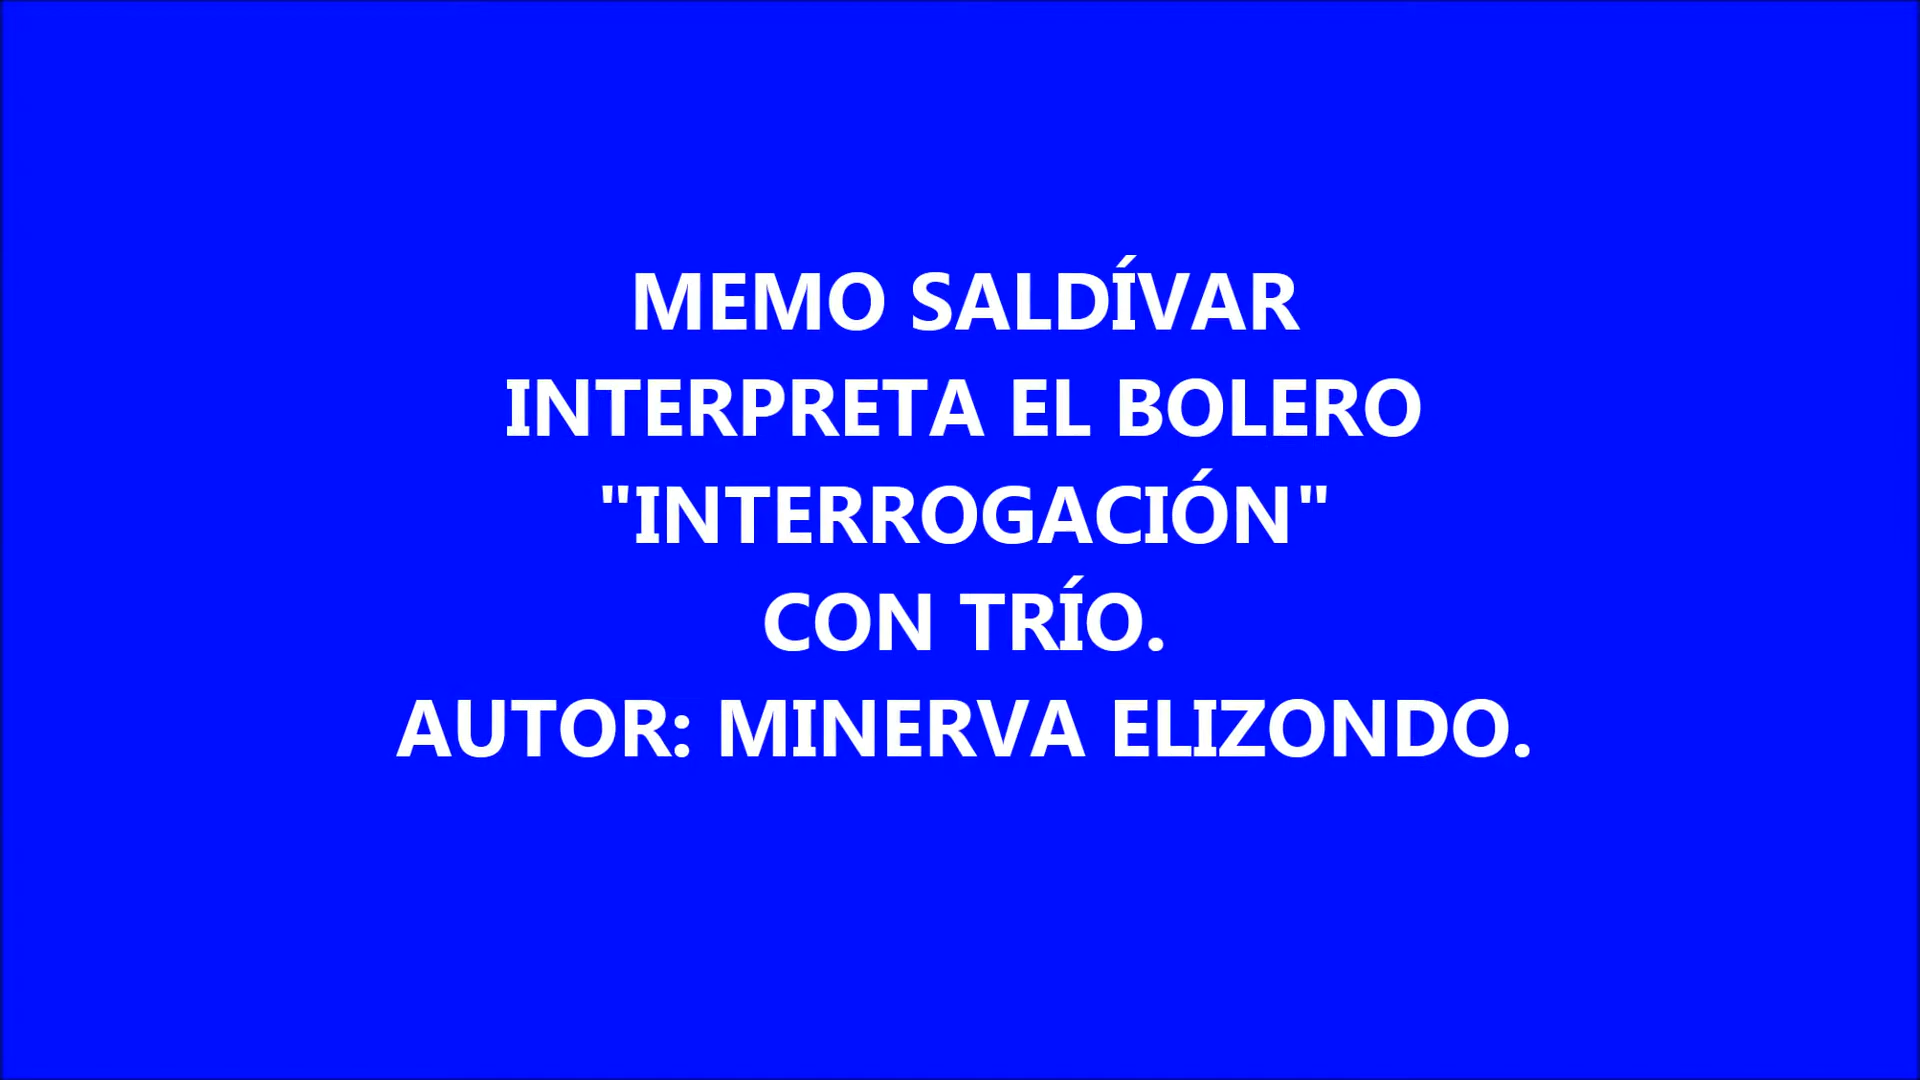 MEMO SALDÍVAR
INTERPRETA EL BOLERO
"INTERROGACIÓN"
CON TRÍO.
AUTOR: MINERVA ELIZONDO.